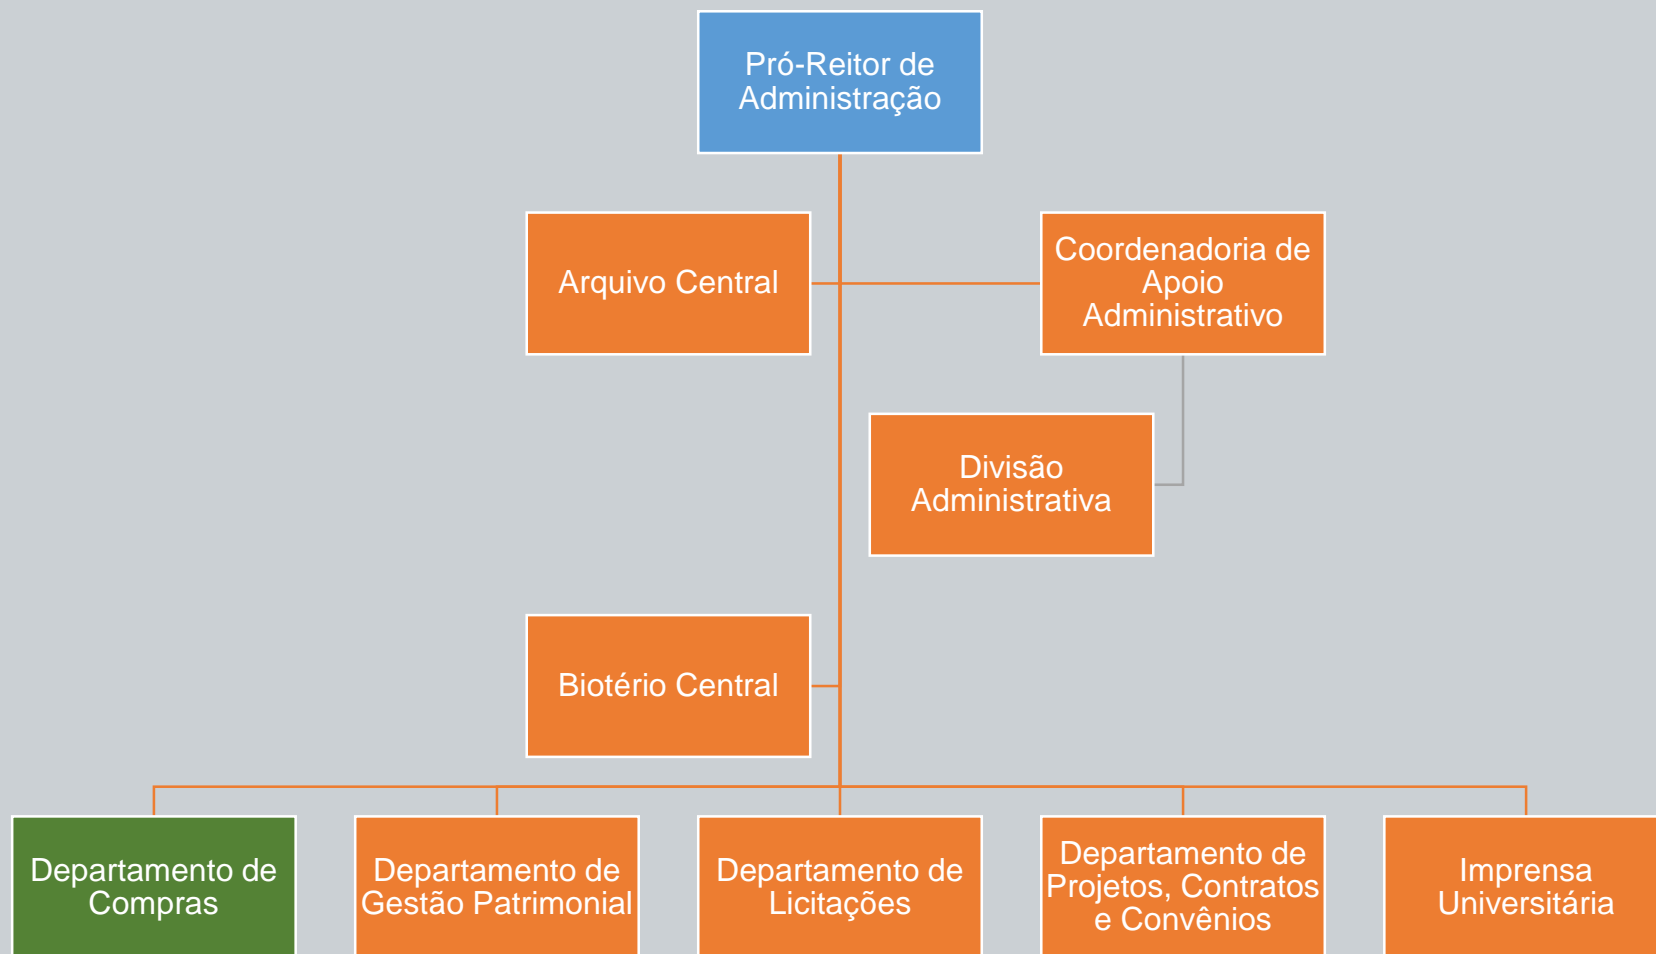 Pró-Reitor de
Administração
Arquivo Central
Coordenadoria de
Apoio
Administrativo
Divisão
Administrativa
Biotério Central
Departamento de
Compras
Departamento de
Gestão Patrimonial
Departamento de
Licitações
Departamento de
Projetos, Contratos
e Convênios
Imprensa
Universitária